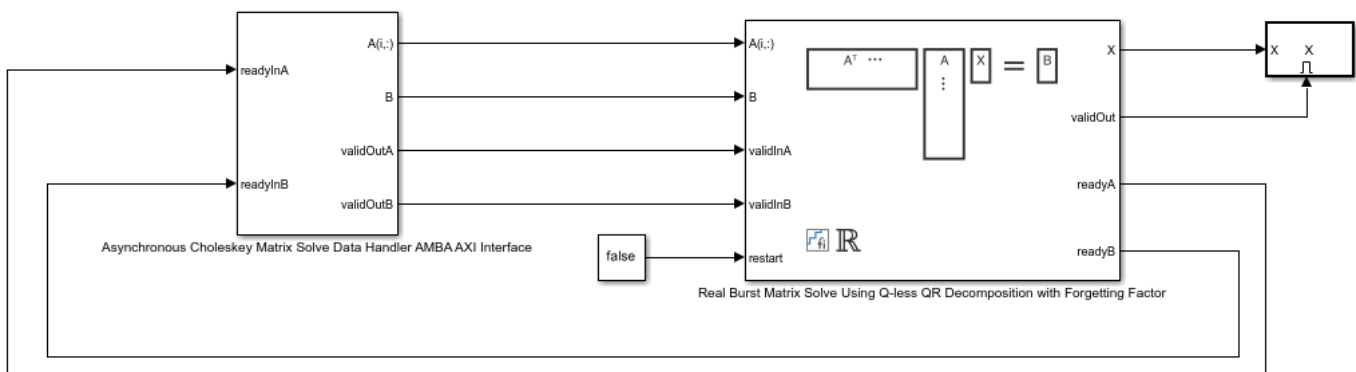 readyInA
readyInB
A(i,:)
B
validOutA
validOutB
Asynchronous Choleskey Matrix Solve Data Handler AMBA AXI Interface
false
A(i,:)
B
validInA
validInB
restart
Aᵀ ⋯
A
⋮
X
=
B
fi ℝ
X
validOut
readyA
readyB
Real Burst Matrix Solve Using Q-less QR Decomposition with Forgetting Factor
X X